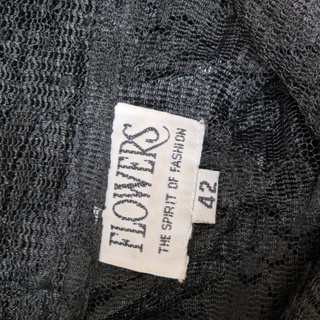 FLOWERS
THE SPIRIT OF FASHION
42